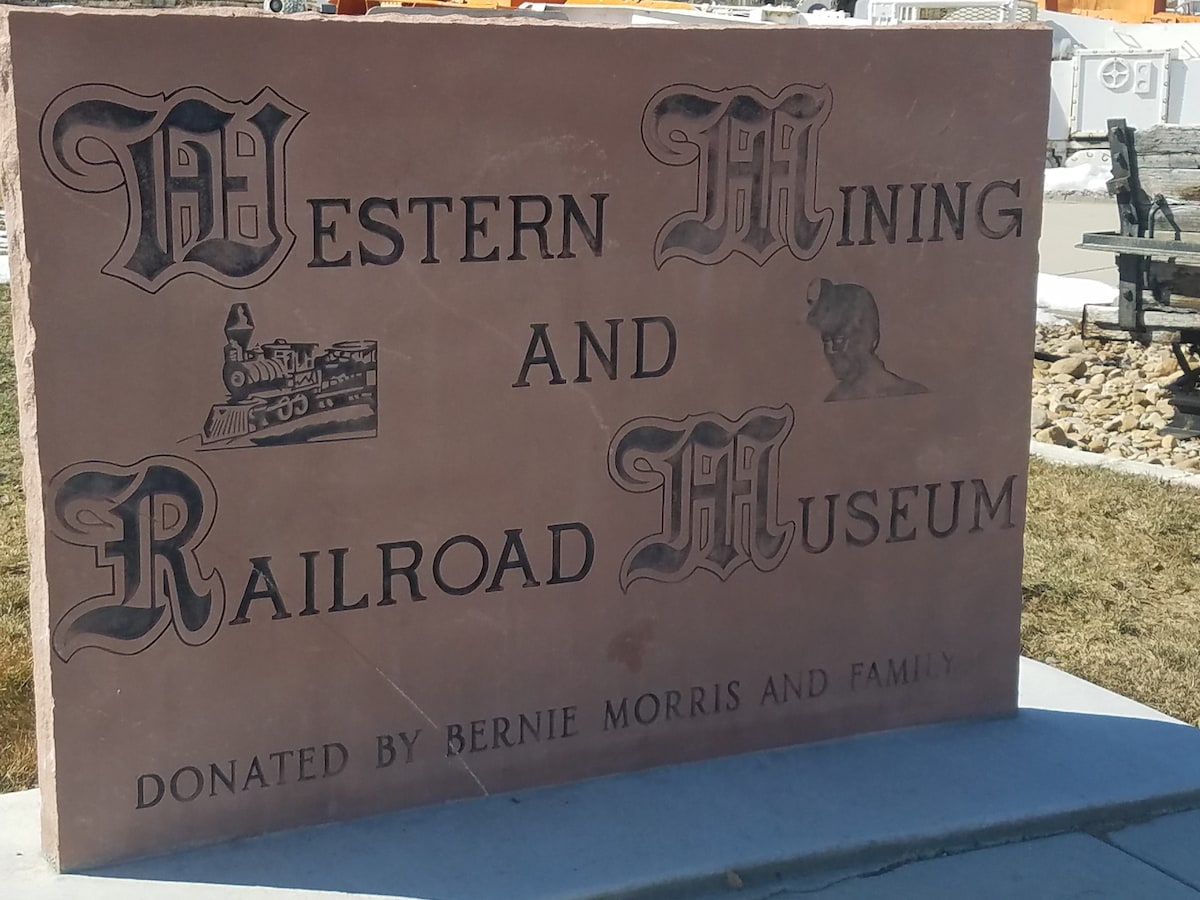 WESTERN MINING
AND
RAILROAD MUSEUM
DONATED BY BERNIE MORRIS AND FAMILY